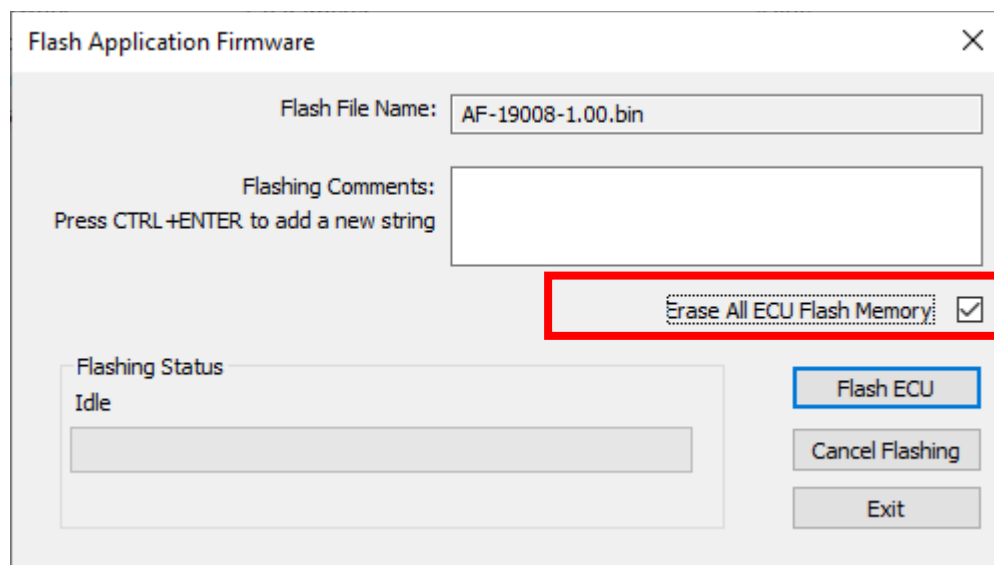 Flash Application Firmware
Flash File Name: AF-19008-1.00.bin
Flashing Comments:
Press CTRL+ENTER to add a new string
Erase All ECU Flash Memory
Flashing Status
Idle
Flash ECU
Cancel Flashing
Exit